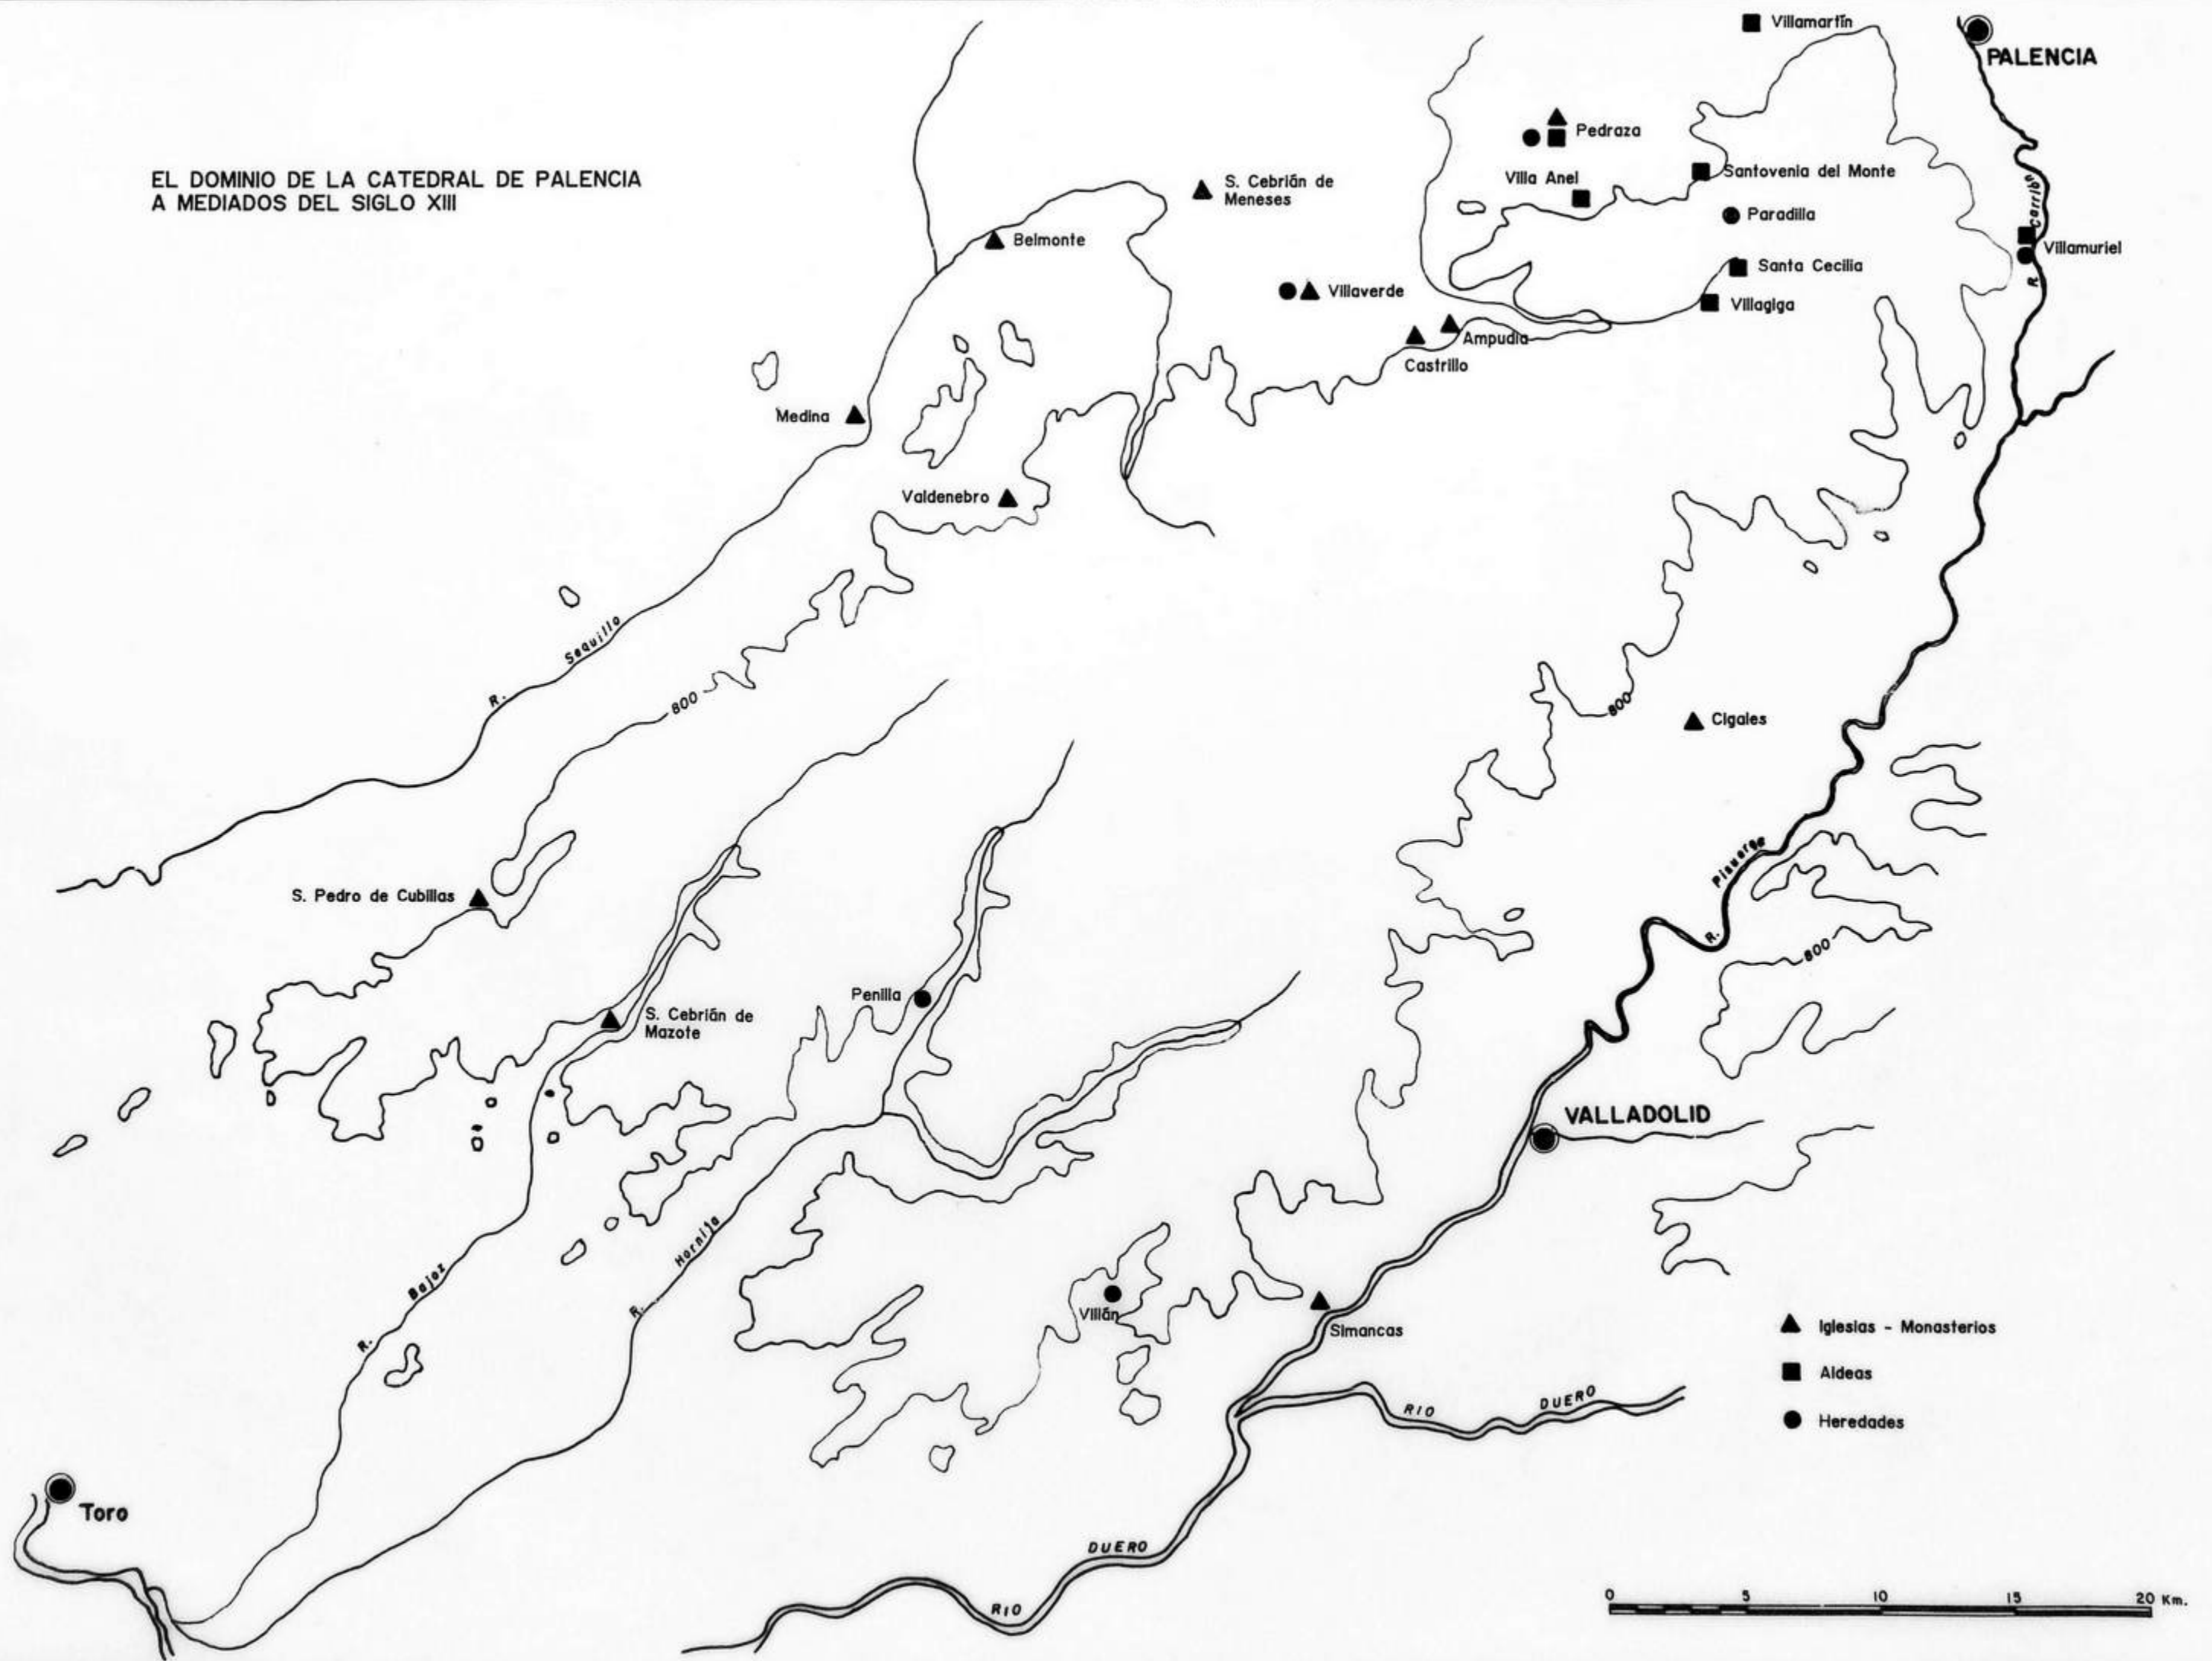 EL DOMINIO DE LA CATEDRAL DE PALENCIA
A MEDIADOS DEL SIGLO XIII
Villamartín
PALENCIA
Pedraza
Santovenia del Monte
Villa Anel
S. Cebrián de
Meneses
Paradilla
R. Carrión
Belmonte
Villamuriel
Santa Cecilia
Villaverde
Villagiga
Ampudia
Castrillo
Medina
Valdenebro
R. Sequillo
800
800
Cigales
R. Pisuerga
S. Pedro de Cubillas
800
Penilla
S. Cebrián de
Mazote
VALLADOLID
R. Hornija
R. Bajoz
Villán
Simancas
Iglesias - Monasterios
Aldeas
Heredades
RIO DUERO
Toro
RIO DUERO
0 5 10 15 20 Km.